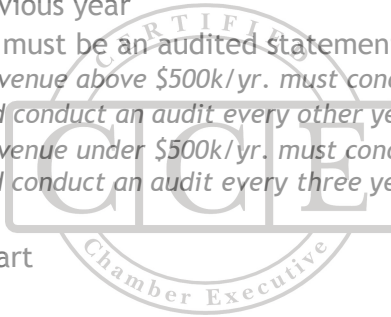 vious year
must be an audited statemen
venue above $500k/yr. must cond
d conduct an audit every other ye
venue under $500k/yr. must cond
d conduct an audit every three ye
art
CERTIFIED
CCE
Chamber Executive